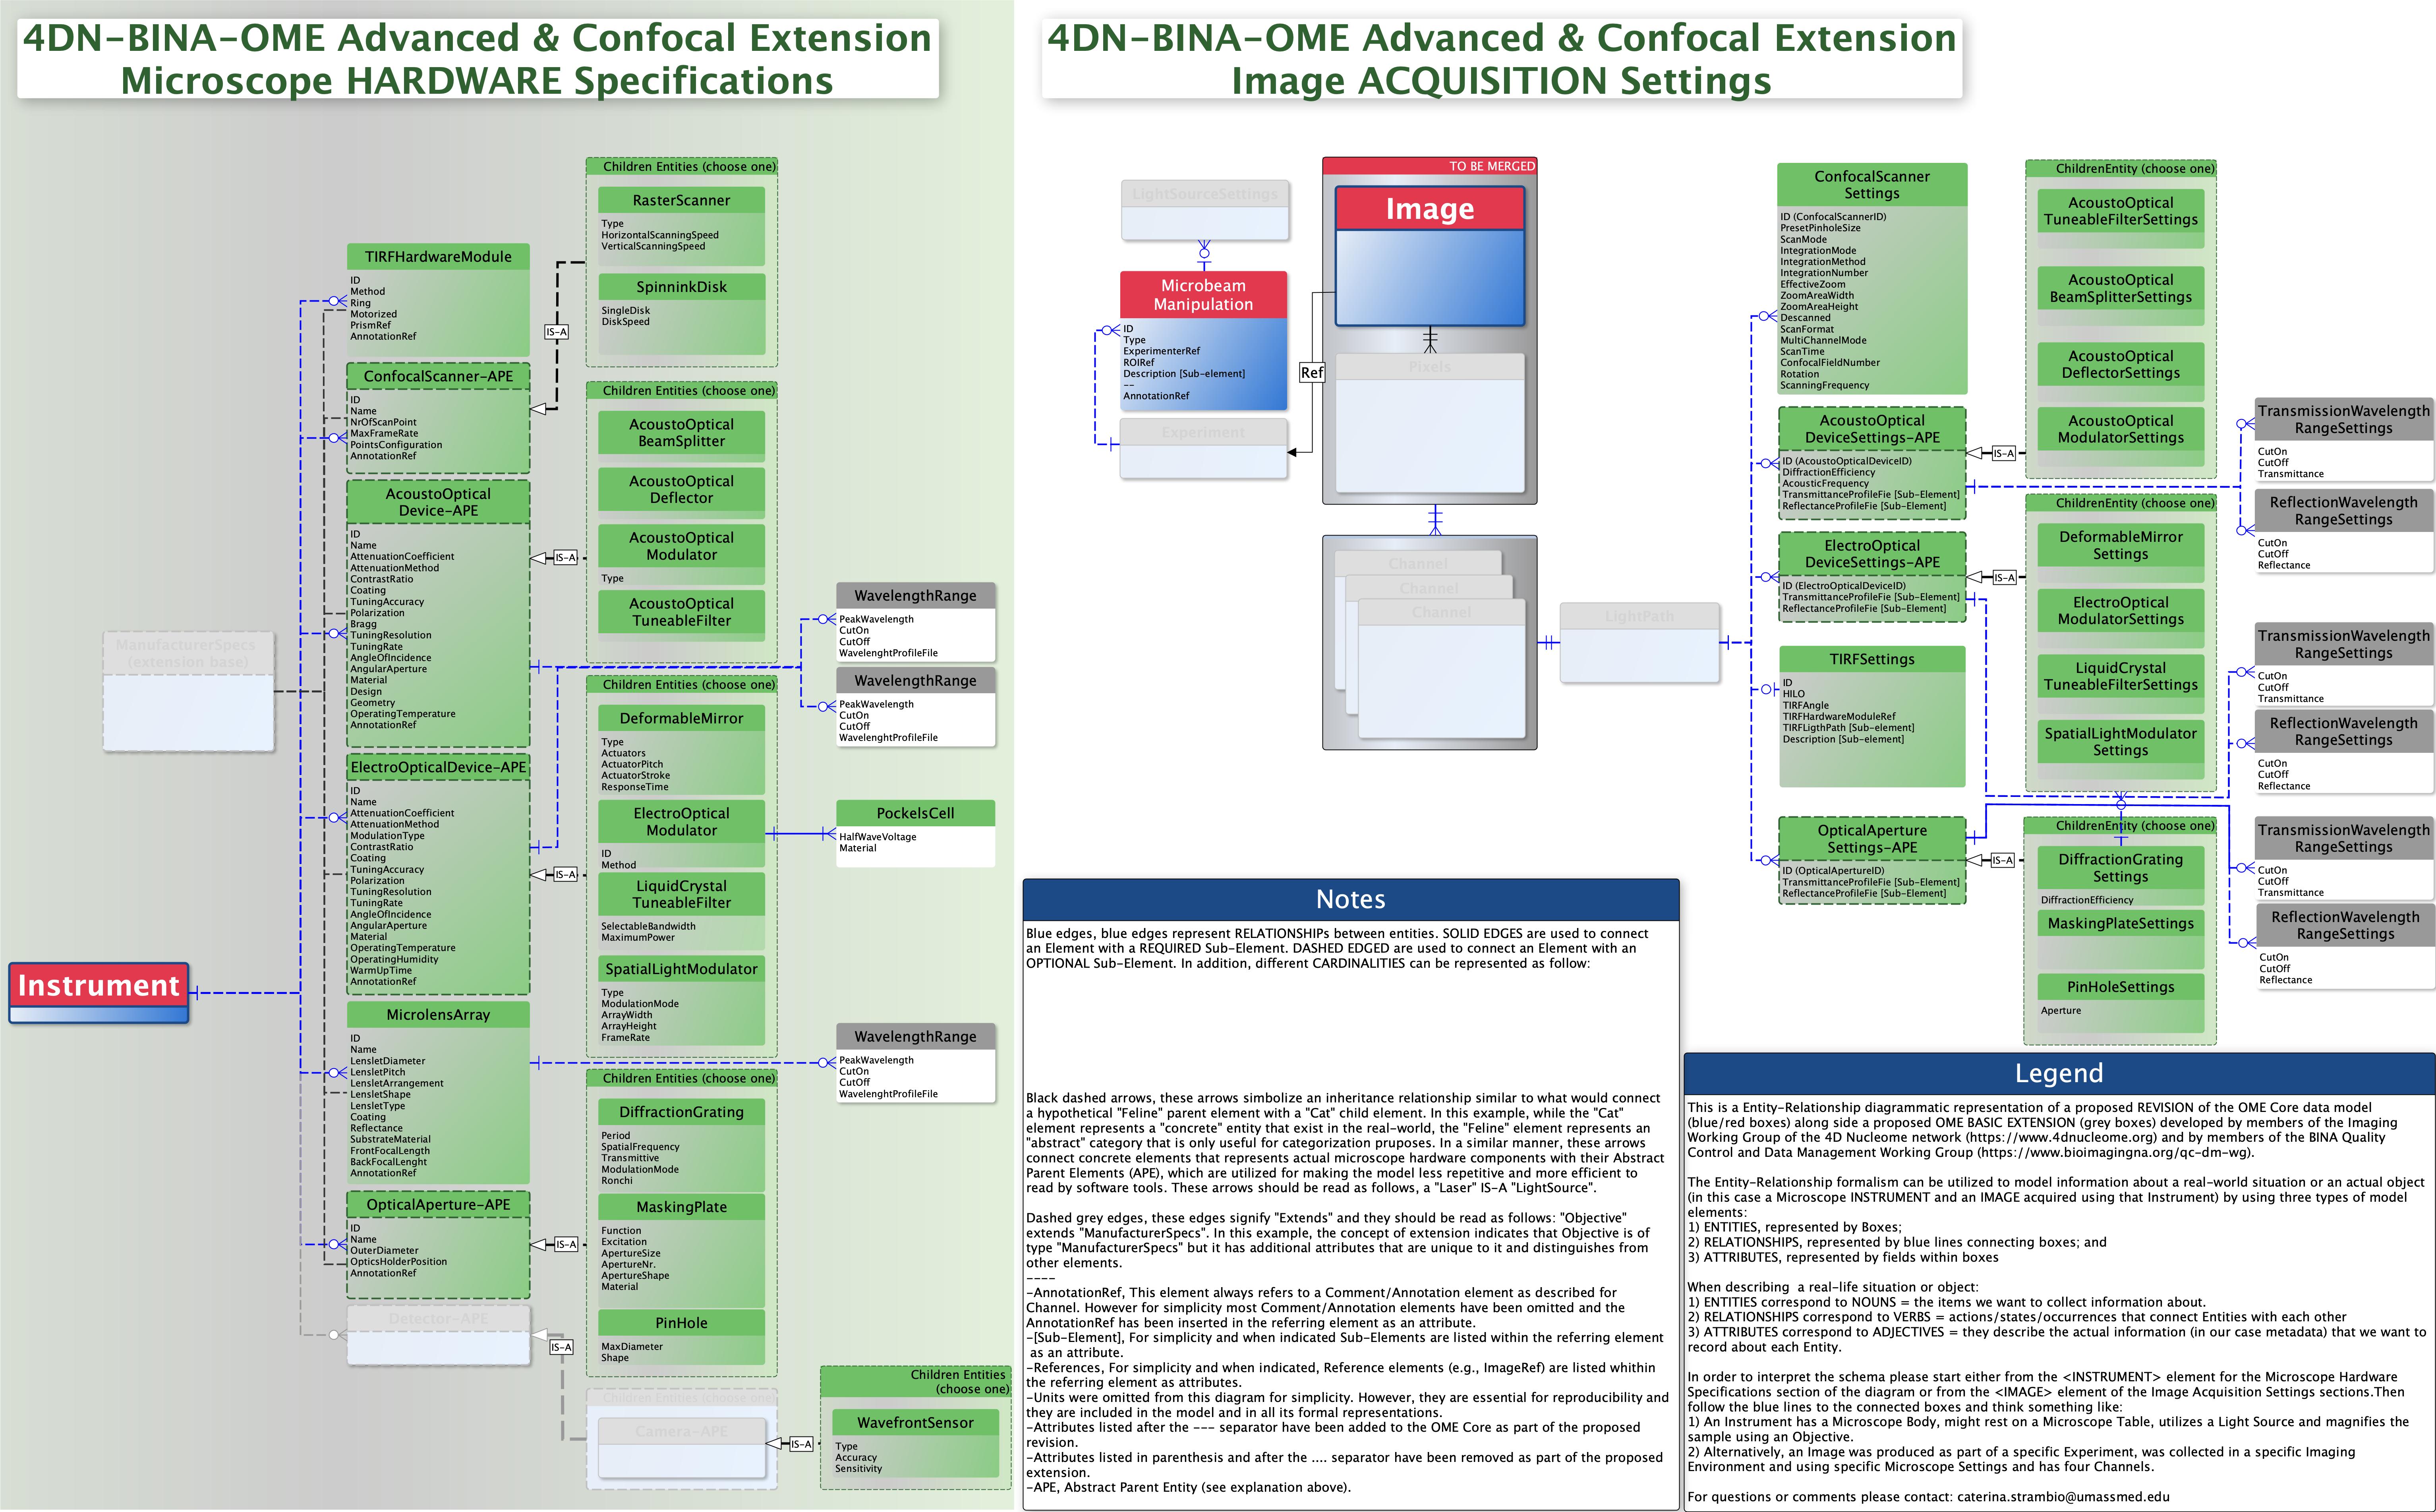 4DN-BINA-OME Advanced & Confocal Extension
Microscope HARDWARE Specifications
Children Entities (choose one)
RasterScanner
Type
HorizontalScanningSpeed
VerticalScanningSpeed
SpinninkDisk
SingleDisk
DiskSpeed
TIRFHardwareModule
ID
Method
Ring
Motorized
PrismRef
AnnotationRef
IS-A
ConfocalScanner-APE
ID
Name
NrOfScanPoint
MaxFrameRate
PointsConfiguration
AnnotationRef
Children Entities (choose one)
AcoustoOptical
BeamSplitter
AcoustoOptical
Deflector
AcoustoOptical
Modulator
Type
AcoustoOptical
TuneableFilter
AcoustoOptical
Device-APE
ID
Name
AttenuationCoefficient
AttenuationMethod
ContrastRatio
Coating
TuningAccuracy
Polarization
Bragg
TuningResolution
TuningRate
AngleOfIncidence
AngularAperture
Material
Design
Geometry
OperatingTemperature
AnnotationRef
IS-A
ManufacturerSpecs
(extension base)
WavelengthRange
PeakWavelength
CutOn
CutOff
WavelenghtProfileFile
WavelengthRange
PeakWavelength
CutOn
CutOff
WavelenghtProfileFile
Children Entities (choose one)
DeformableMirror
Type
Actuators
ActuatorPitch
ActuatorStroke
ResponseTime
ElectroOptical
Modulator
ID
Method
LiquidCrystal
TuneableFilter
SelectableBandwidth
MaximumPower
SpatialLightModulator
Type
ModulationMode
ArrayWidth
ArrayHeight
FrameRate
PockelsCell
HalfWaveVoltage
Material
ElectroOpticalDevice-APE
ID
Name
AttenuationCoefficient
AttenuationMethod
ModulationType
ContrastRatio
Coating
TuningAccuracy
Polarization
TuningResolution
TuningRate
AngleOfIncidence
AngularAperture
Material
OperatingTemperature
OperatingHumidity
WarmUpTime
AnnotationRef
IS-A
Instrument
MicrolensArray
ID
Name
LensletDiameter
LensletPitch
LensletArrangement
LensletShape
LensletType
Coating
Reflectance
SubstrateMaterial
FrontFocalLength
BackFocalLenght
AnnotationRef
WavelengthRange
PeakWavelength
CutOn
CutOff
WavelenghtProfileFile
Children Entities (choose one)
DiffractionGrating
Period
SpatialFrequency
Transmittive
ModulationMode
Ronchi
MaskingPlate
Function
Excitation
ApertureSize
ApertureNr.
ApertureShape
Material
PinHole
MaxDiameter
Shape
OpticalAperture-APE
ID
Name
OuterDiameter
OpticsHolderPosition
AnnotationRef
IS-A
Detector-APE
IS-A
Children Entities (choose one)
Camera-APE
IS-A
Children Entities
(choose one)
WavefrontSensor
Type
Accuracy
Sensitivity
4DN-BINA-OME Advanced & Confocal Extension
Image ACQUISITION Settings
LightSourceSettings
Microbeam
Manipulation
ID
Type
ExperimenterRef
ROIRef
Description [Sub-element]
--
AnnotationRef
Experiment
TO BE MERGED
Image
Ref
Pixels
Channel
Channel
Channel
LightPath
ConfocalScanner
Settings
ID (ConfocalScannerID)
PresetPinholeSize
ScanMode
IntegrationMode
IntegrationMethod
IntegrationNumber
EffectiveZoom
ZoomAreaWidth
ZoomAreaHeight
Descanned
ScanFormat
MultiChannelMode
ScanTime
ConfocalFieldNumber
Rotation
ScanningFrequency
ChildrenEntity (choose one)
AcoustoOptical
TuneableFilterSettings
AcoustoOptical
BeamSplitterSettings
AcoustoOptical
DeflectorSettings
AcoustoOptical
ModulatorSettings
AcoustoOptical
DeviceSettings-APE
ID (AcoustoOpticalDeviceID)
DiffractionEfficiency
AcousticFrequency
TransmittanceProfileFie [Sub-Element]
ReflectanceProfileFie [Sub-Element]
IS-A
TransmissionWavelength
RangeSettings
CutOn
CutOff
Transmittance
ReflectionWavelength
RangeSettings
CutOn
CutOff
Reflectance
ElectroOptical
DeviceSettings-APE
ID (ElectroOpticalDeviceID)
TransmittanceProfileFie [Sub-Element]
ReflectanceProfileFie [Sub-Element]
IS-A
ChildrenEntity (choose one)
DeformableMirror
Settings
ElectroOptical
ModulatorSettings
LiquidCrystal
TuneableFilterSettings
SpatialLightModulator
Settings
TransmissionWavelength
RangeSettings
CutOn
CutOff
Transmittance
ReflectionWavelength
RangeSettings
CutOn
CutOff
Reflectance
TIRFSettings
ID
HILO
TIRFAngle
TIRFHardwareModuleRef
TIRFLigthPath [Sub-element]
Description [Sub-element]
OpticalAperture
Settings-APE
ID (OpticalApertureID)
TransmittanceProfileFie [Sub-Element]
ReflectanceProfileFie [Sub-Element]
IS-A
ChildrenEntity (choose one)
DiffractionGrating
Settings
DiffractionEfficiency
MaskingPlateSettings
PinHoleSettings
Aperture
TransmissionWavelength
RangeSettings
CutOn
CutOff
Transmittance
ReflectionWavelength
RangeSettings
CutOn
CutOff
Reflectance
Notes
Blue edges, blue edges represent RELATIONSHIPs between entities. SOLID EDGES are used to connect
an Element with a REQUIRED Sub-Element. DASHED EDGED are used to connect an Element with an
OPTIONAL Sub-Element. In addition, different CARDINALITIES can be represented as follow:
Black dashed arrows, these arrows simbolize an inheritance relationship similar to what would connect
a hypothetical "Feline" parent element with a "Cat" child element. In this example, while the "Cat"
element represents a "concrete" entity that exist in the real-world, the "Feline" element represents an
"abstract" category that is only useful for categorization pruposes. In a similar manner, these arrows
connect concrete elements that represents actual microscope hardware components with their Abstract
Parent Elements (APE), which are utilized for making the model less repetitive and more efficient to
read by software tools. These arrows should be read as follows, a "Laser" IS-A "LightSource".
Dashed grey edges, these edges signify "Extends" and they should be read as follows: "Objective"
extends "ManufacturerSpecs". In this example, the concept of extension indicates that Objective is of
type "ManufacturerSpecs" but it has additional attributes that are unique to it and distinguishes from
other elements.
----
-AnnotationRef, This element always refers to a Comment/Annotation element as described for
Channel. However for simplicity most Comment/Annotation elements have been omitted and the
AnnotationRef has been inserted in the referring element as an attribute.
-[Sub-Element], For simplicity and when indicated Sub-Elements are listed within the referring element
as an attribute.
-References, For simplicity and when indicated, Reference elements (e.g., ImageRef) are listed whithin
the referring element as attributes.
-Units were omitted from this diagram for simplicity. However, they are essential for reproducibility and
they are included in the model and in all its formal representations.
-Attributes listed after the --- separator have been added to the OME Core as part of the proposed
revision.
-Attributes listed in parenthesis and after the .... separator have been removed as part of the proposed
extension.
-APE, Abstract Parent Entity (see explanation above).
Legend
This is a Entity-Relationship diagrammatic representation of a proposed REVISION of the OME Core data model
(blue/red boxes) along side a proposed OME BASIC EXTENSION (grey boxes) developed by members of the Imaging
Working Group of the 4D Nucleome network (https://www.4dnucleome.org) and by members of the BINA Quality
Control and Data Management Working Group (https://www.bioimagingna.org/qc-dm-wg).
The Entity-Relationship formalism can be utilized to model information about a real-world situation or an actual object
(in this case a Microscope INSTRUMENT and an IMAGE acquired using that Instrument) by using three types of model
elements:
1) ENTITIES, represented by Boxes;
2) RELATIONSHIPS, represented by blue lines connecting boxes; and
3) ATTRIBUTES, represented by fields within boxes
When describing a real-life situation or object:
1) ENTITIES correspond to NOUNS = the items we want to collect information about.
2) RELATIONSHIPS correspond to VERBS = actions/states/occurrences that connect Entities with each other
3) ATTRIBUTES correspond to ADJECTIVES = they describe the actual information (in our case metadata) that we want to
record about each Entity.
In order to interpret the schema please start either from the <INSTRUMENT> element for the Microscope Hardware
Specifications section of the diagram or from the <IMAGE> element of the Image Acquisition Settings sections.Then
follow the blue lines to the connected boxes and think something like:
1) An Instrument has a Microscope Body, might rest on a Microscope Table, utilizes a Light Source and magnifies the
sample using an Objective.
2) Alternatively, an Image was produced as part of a specific Experiment, was collected in a specific Imaging
Environment and using specific Microscope Settings and has four Channels.
For questions or comments please contact: caterina.strambio@umassmed.edu